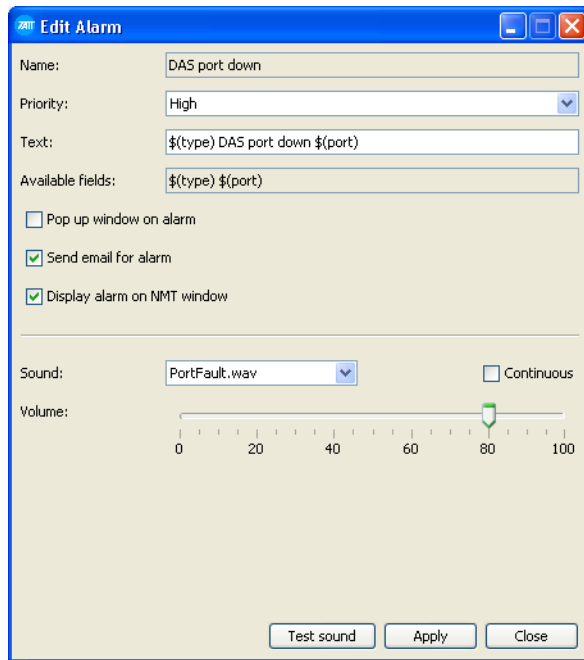 TAIT Edit Alarm
Name: DAS port down
Priority: High
Text: $(type) DAS port down $(port)
Available fields: $(type) $(port)
Pop up window on alarm
Send email for alarm
Display alarm on NMT window
Sound: PortFault.wav Continuous
Volume:
0 20 40 60 80 100
Test sound Apply Close